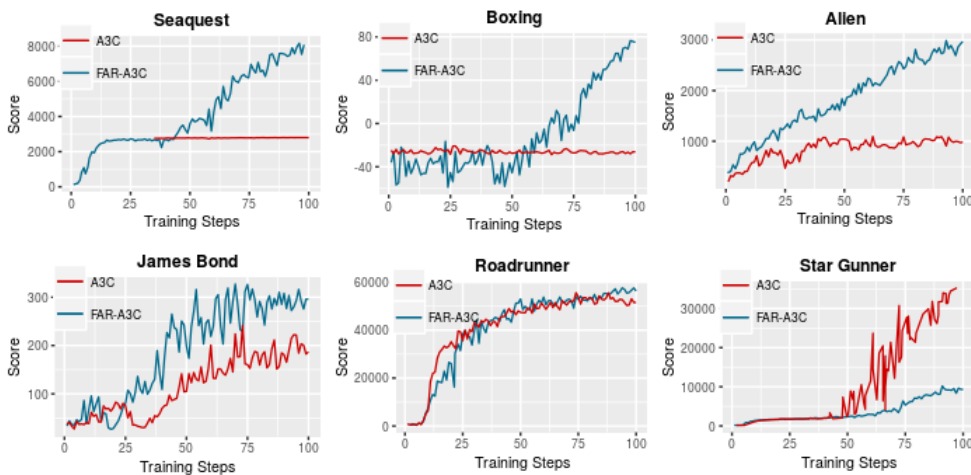 Seaquest
A3C
FAR-A3C
8000
6000
4000
2000
0
Score
0 25 50 75 100
Training Steps
Boxing
A3C
FAR-A3C
80
40
0
-40
Score
0 25 50 75 100
Training Steps
Alien
A3C
FAR-A3C
3000
2000
1000
Score
0 25 50 75 100
Training Steps
James Bond
A3C
FAR-A3C
300
200
100
Score
0 25 50 75 100
Training Steps
Roadrunner
A3C
FAR-A3C
60000
40000
20000
0
Score
0 25 50 75 100
Training Steps
Star Gunner
A3C
FAR-A3C
30000
20000
10000
0
Score
0 25 50 75 100
Training Steps